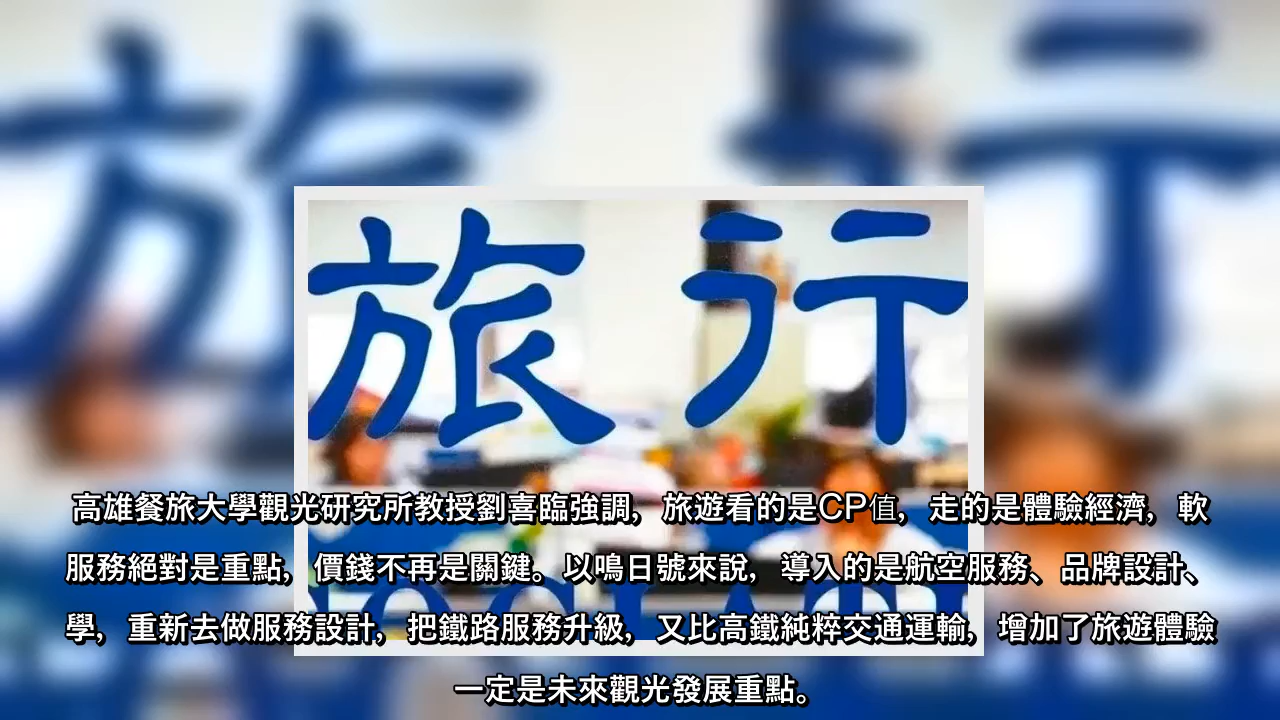 旅行
高雄餐旅大學觀光研究所教授劉喜臨強調，旅遊看的是CP值，走的是體驗經濟，軟
服務絕對是重點，價錢不再是關鍵。以鳴日號來說，導入的是航空服務、品牌設計、
學，重新去做服務設計，把鐵路服務升級，又比高鐵純粹交通運輸，增加了旅遊體驗
一定是未來觀光發展重點。